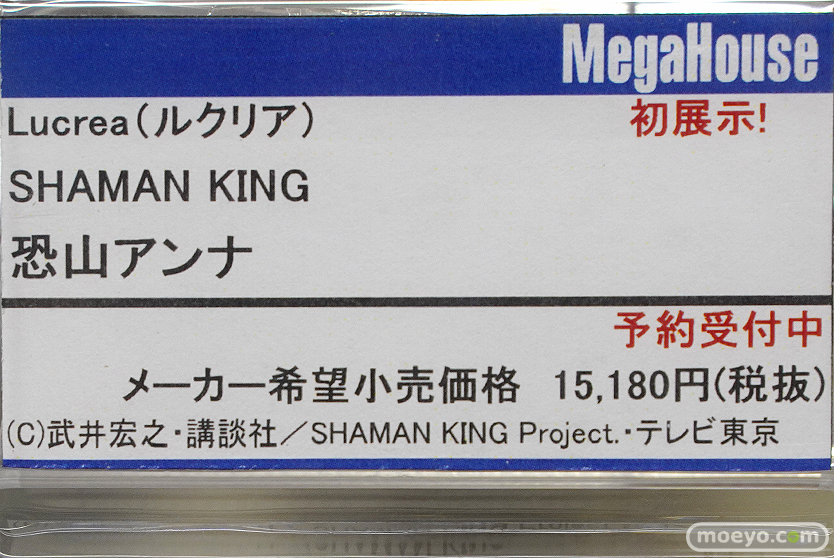 MegaHouse
Lucrea（ルクリア） 初展示!
SHAMAN KING
恐山アンナ
予約受付中
メーカー希望小売価格 15,180円(税抜)
(C)武井宏之・講談社／SHAMAN KING Project.・テレビ東京
moeyo.com